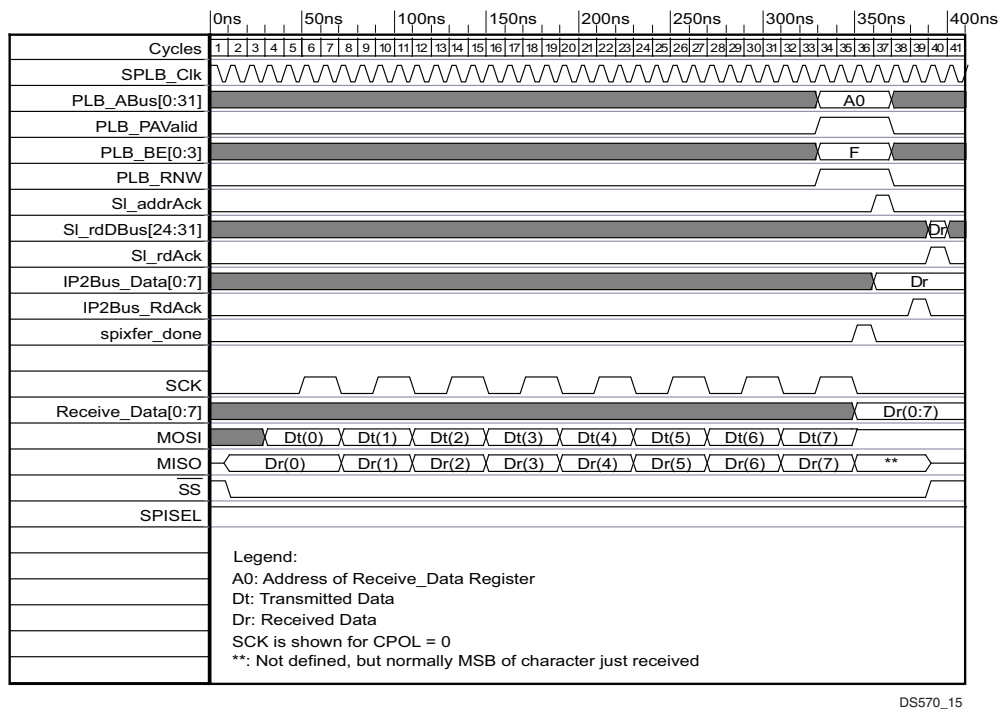 0ns 50ns 100ns 150ns 200ns 250ns 300ns 350ns 400ns
Cycles 1 2 3 4 5 6 7 8 9 10 11 12 13 14 15 16 17 18 19 20 21 22 23 24 25 26 27 28 29 30 31 32 33 34 35 36 37 38 39 40 41
SPLB_Clk
PLB_ABus[0:31] A0
PLB_PAValid
PLB_BE[0:3] F
PLB_RNW
Sl_addrAck
Sl_rdDBus[24:31] Dr
Sl_rdAck
IP2Bus_Data[0:7] Dr
IP2Bus_RdAck
spixfer_done
SCK
Receive_Data[0:7] Dr(0:7)
MOSI Dt(0) Dt(1) Dt(2) Dt(3) Dt(4) Dt(5) Dt(6) Dt(7)
MISO Dr(0) Dr(1) Dr(2) Dr(3) Dr(4) Dr(5) Dr(6) Dr(7) **
SS
SPISEL
Legend:
A0: Address of Receive_Data Register
Dt: Transmitted Data
Dr: Received Data
SCK is shown for CPOL = 0
**: Not defined, but normally MSB of character just received
DS570_15